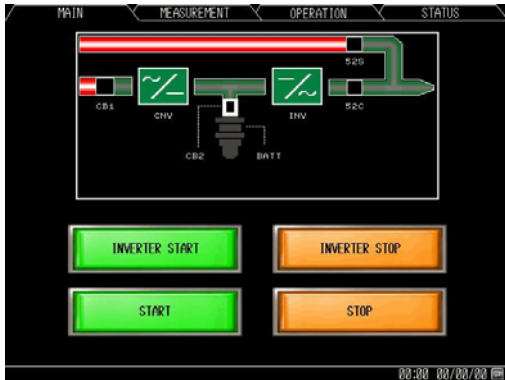 MAIN MEASUREMENT OPERATION STATUS
52S
CB1 CNV INV 52C
CB2 BATT
INVERTER START INVERTER STOP
START STOP
00:00 00/00/00